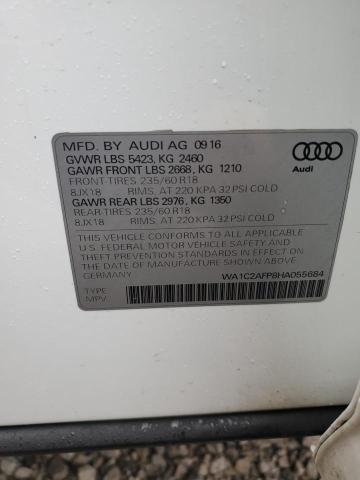 MFD. BY AUDI AG 09 16
GVWR LBS 5423, KG 2460
GAWR FRONT LBS 2668, KG 1210
FRONT-TIRES 235/60 R18
8JX18 RIMS, AT 220 KPA 32 PSI COLD
GAWR REAR LBS 2976, KG 1350
REAR-TIRES 235/60 R18
8JX18 RIMS, AT 220 KPA 32 PSI COLD
THIS VEHICLE CONFORMS TO ALL APPLICABLE
U.S. FEDERAL MOTOR VEHICLE SAFETY, BUMPER, AND
THEFT PREVENTION STANDARDS IN EFFECT
ON THE DATE OF MANUFACTURE SHOWN ABOVE
GERMANY WA1C2AFP8HA055684
TYPE
MPV
Audi